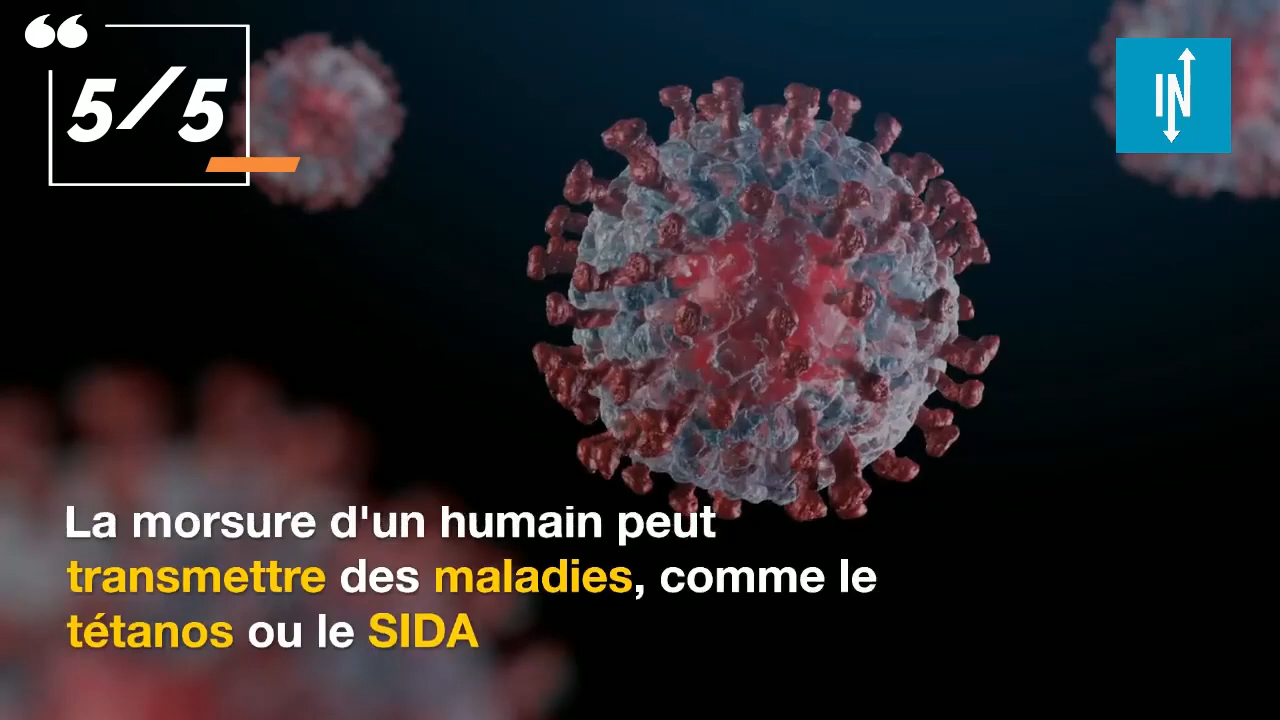 ❝
5/5
IN
La morsure d'un humain peut
transmettre des maladies, comme le
tétanos ou le SIDA